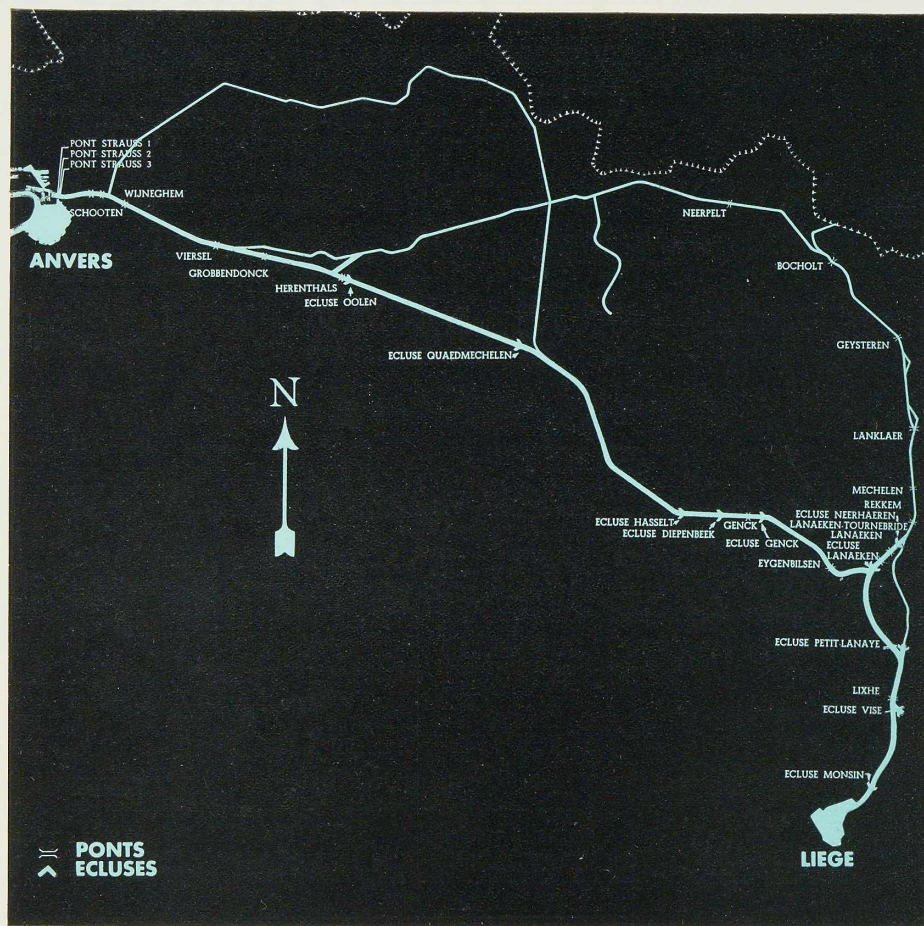 PONT STRAUSS 1
PONT STRAUSS 2
PONT STRAUSS 3
SCHOOTEN
WIJNEGHEM
ANVERS
VIERSEL
GROBBENDONCK
HERENTHALS
ECLUSE OOLEN
NEERPELT
BOCHOLT
GEYSTEREN
ECLUSE QUAEDMECHELEN
N
LANKLAER
MECHELEN
REKKEM
ECLUSE NEERHAEREN
LANAEKEN-TOURNEBRIDE
LANAEKEN
ECLUSE
LANAEKEN
ECLUSE HASSELT
ECLUSE DIEPENBEEK
GENCK
ECLUSE GENCK
EYGENBILSEN
ECLUSE PETIT-LANAYE
LIXHE
ECLUSE VISE
ECLUSE MONSIN
LIEGE
PONTS
ECLUSES